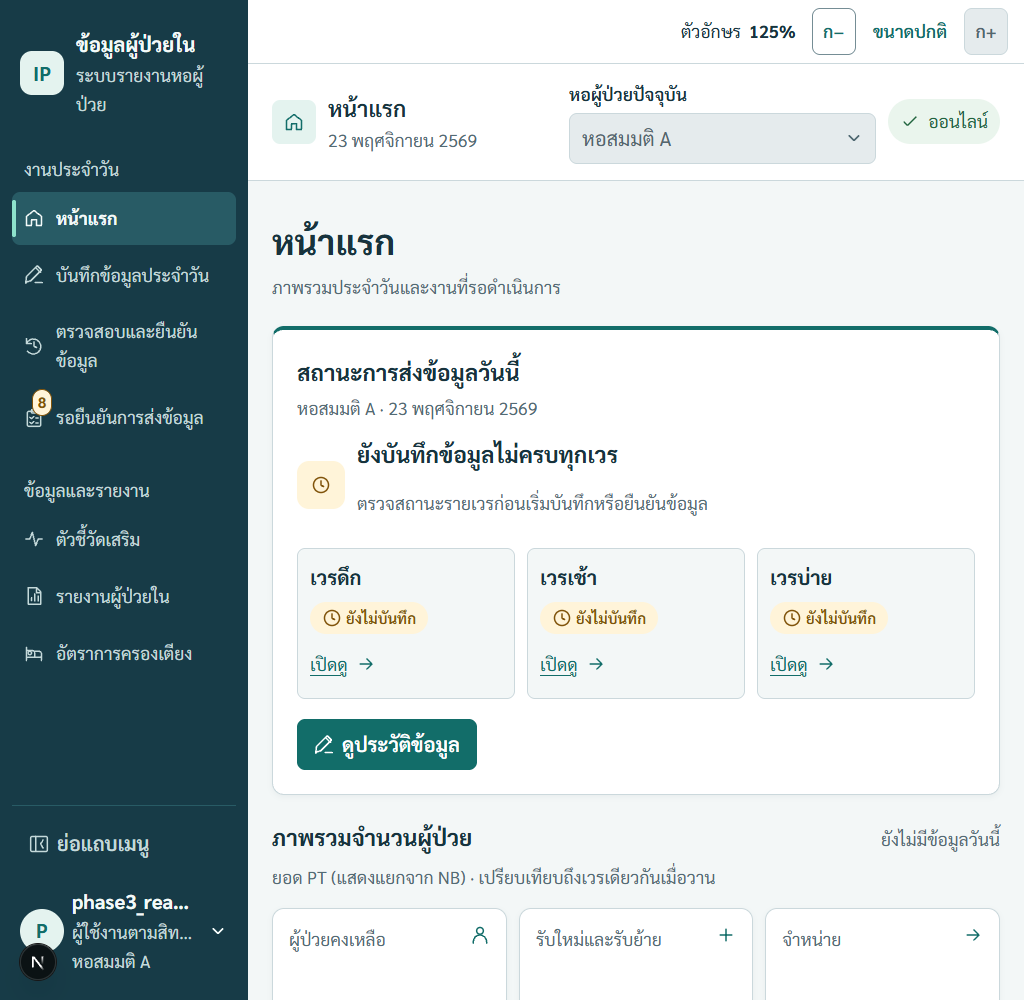 IP
ข้อมูลผู้ป่วยใน
ระบบรายงานหอผู้
ป่วย
งานประจำวัน
หน้าแรก
บันทึกข้อมูลประจำวัน
ตรวจสอบและยืนยัน
ข้อมูล
8
รอยืนยันการส่งข้อมูล
ข้อมูลและรายงาน
ตัวชี้วัดเสริม
รายงานผู้ป่วยใน
อัตราการครองเตียง
ย่อแถบเมนู
P
phase3_rea...
ผู้ใช้งานตามสิท...
หอสมมติ A
N
ตัวอักษร 125% ก− ขนาดปกติ ก+
หน้าแรก
23 พฤศจิกายน 2569
หอผู้ป่วยปัจจุบัน
หอสมมติ A
ออนไลน์
หน้าแรก
ภาพรวมประจำวันและงานที่รอดำเนินการ
สถานะการส่งข้อมูลวันนี้
หอสมมติ A · 23 พฤศจิกายน 2569
ยังบันทึกข้อมูลไม่ครบทุกเวร
ตรวจสถานะรายเวรก่อนเริ่มบันทึกหรือยืนยันข้อมูล
เวรดึก
ยังไม่บันทึก
เปิดดู
เวรเช้า
ยังไม่บันทึก
เปิดดู
เวรบ่าย
ยังไม่บันทึก
เปิดดู
ดูประวัติข้อมูล
ภาพรวมจำนวนผู้ป่วย
ยังไม่มีข้อมูลวันนี้
ยอด PT (แสดงแยกจาก NB) · เปรียบเทียบถึงเวรเดียวกันเมื่อวาน
ผู้ป่วยคงเหลือ
รับใหม่และรับย้าย
จำหน่าย